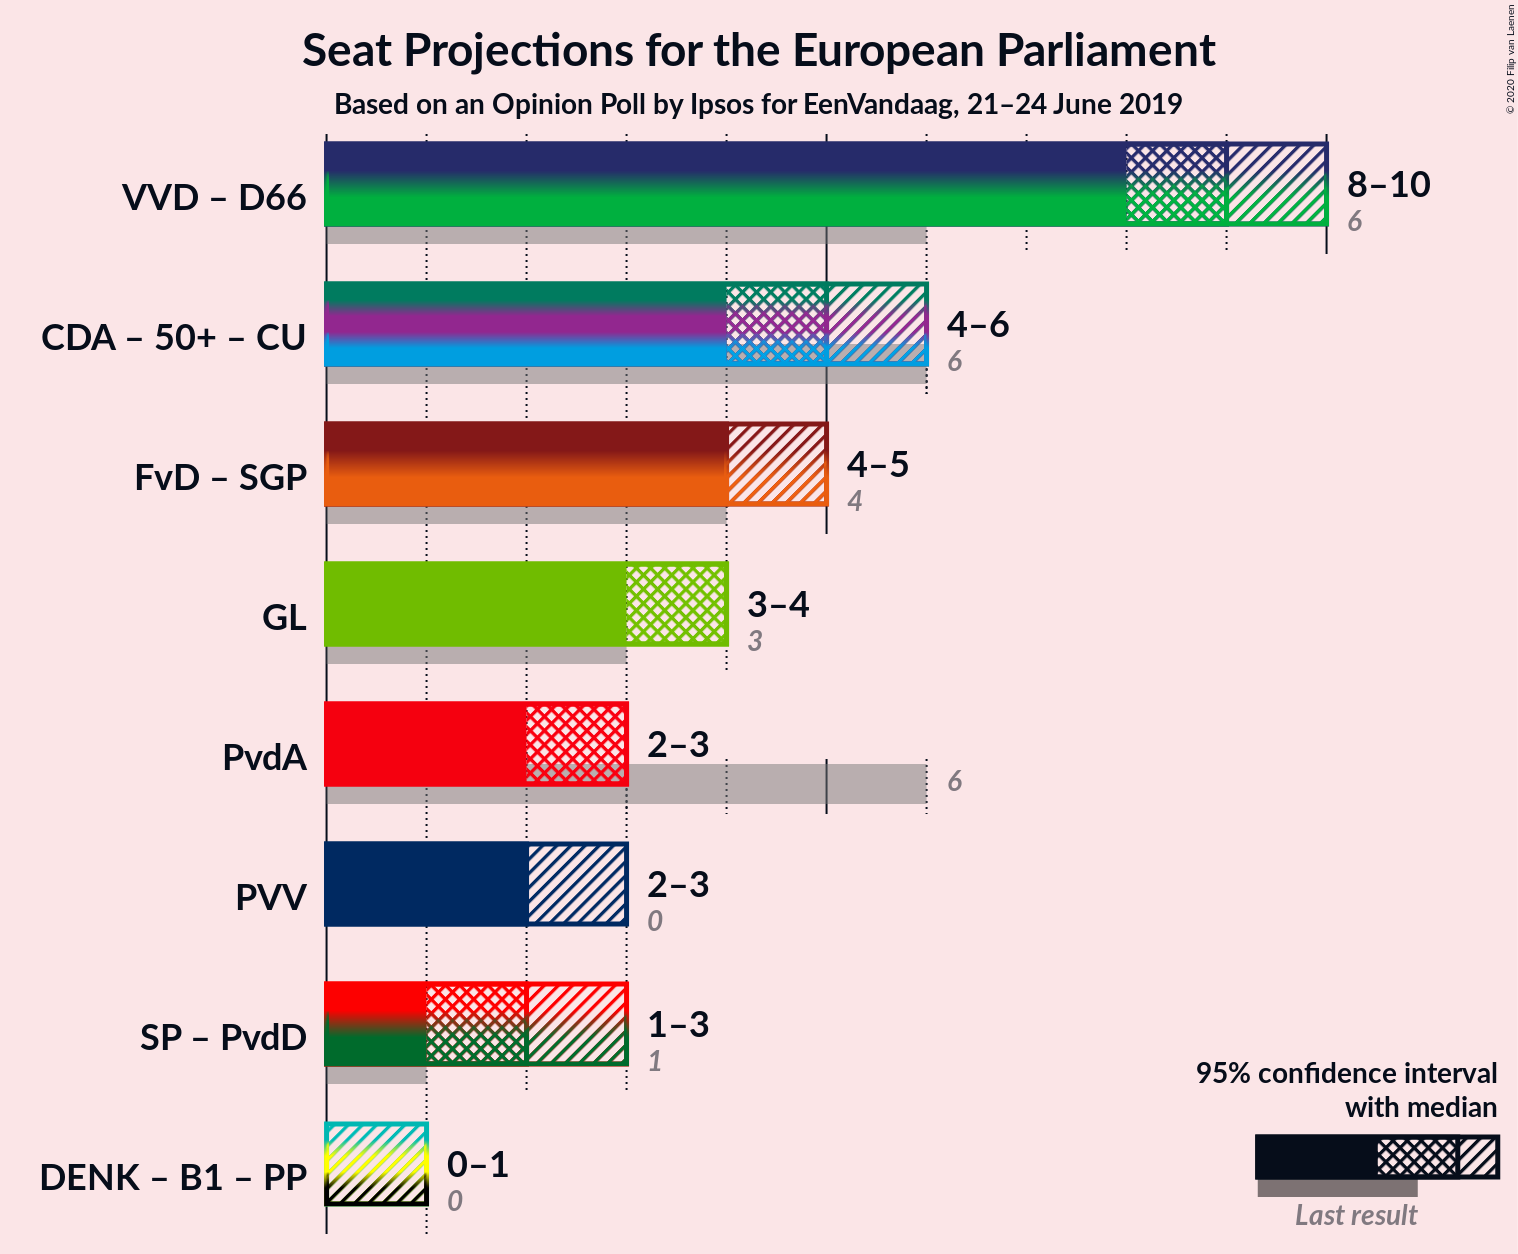 Seat Projections for the European Parliament
Based on an Opinion Poll by Ipsos for EenVandaag, 21–24 June 2019
© 2020 Filip van Laenen
VVD – D66
8–10
6
CDA – 50+ – CU
4–6
6
FvD – SGP
4–5
4
GL
3–4
3
PvdA
2–3
6
PVV
2–3
0
SP – PvdD
1–3
1
DENK – B1 – PP
0–1
0
95% confidence interval
with median
Last result